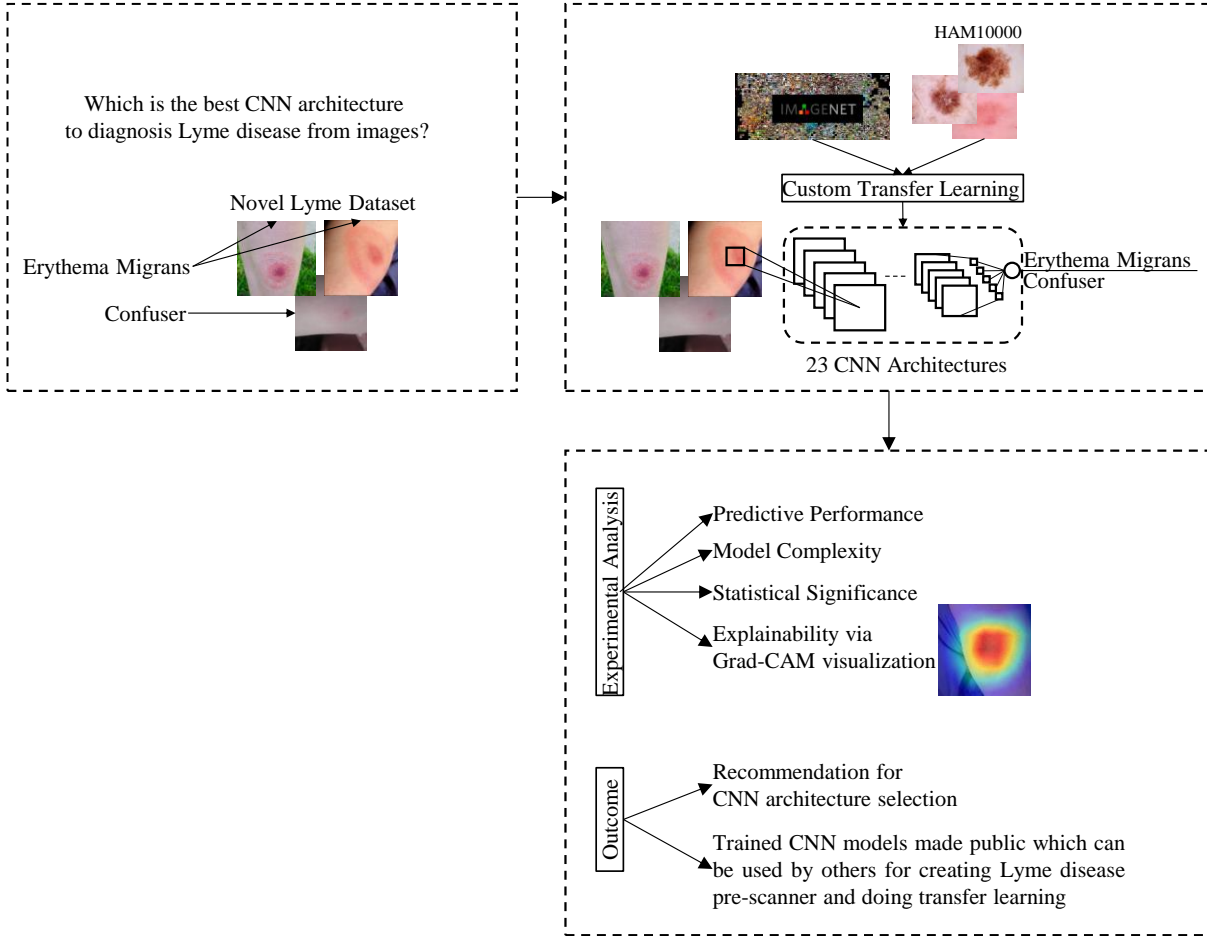 Which is the best CNN architecture
to diagnosis Lyme disease from images?
Novel Lyme Dataset
Erythema Migrans
Confuser
HAM10000
IMAGENET
Custom Transfer Learning
Erythema Migrans
Confuser
23 CNN Architectures
Experimental Analysis
Predictive Performance
Model Complexity
Statistical Significance
Explainability via
Grad-CAM visualization
Outcome
Recommendation for
CNN architecture selection
Trained CNN models made public which can
be used by others for creating Lyme disease
pre-scanner and doing transfer learning